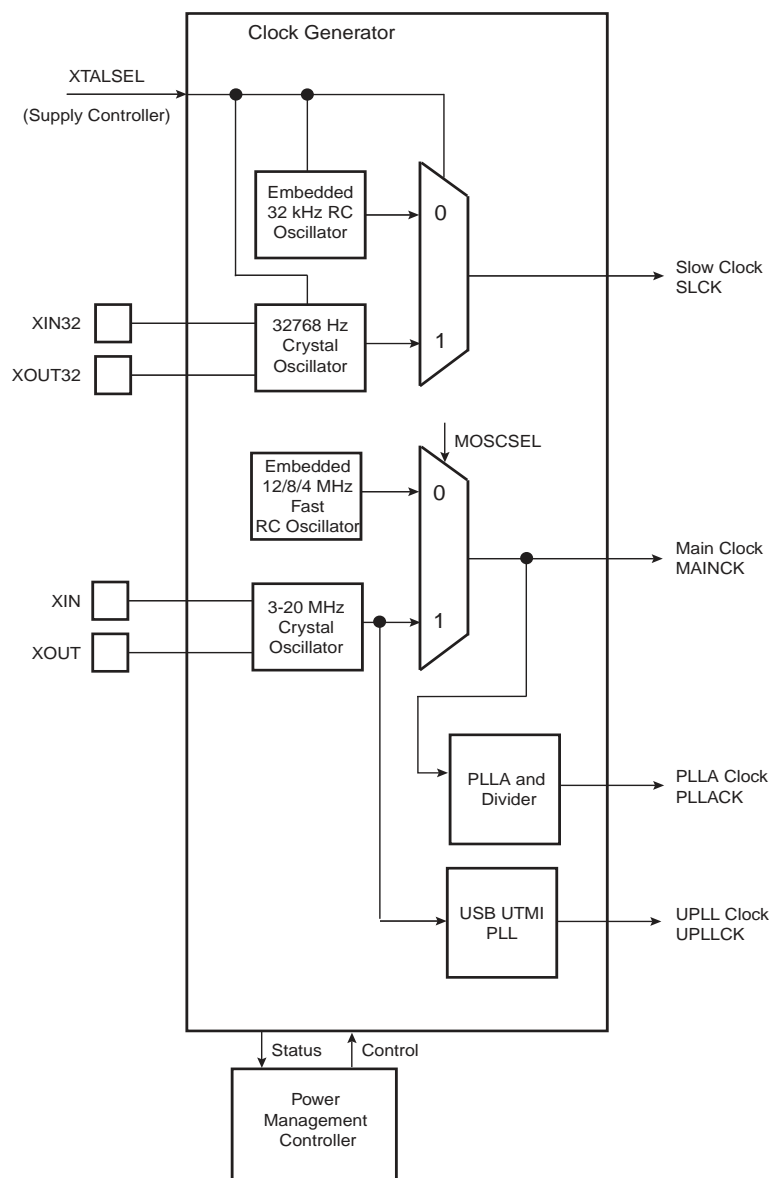 Clock Generator
XTALSEL
(Supply Controller)
Embedded
32 kHz RC
Oscillator
0
Slow Clock
SLCK
XIN32
32768 Hz
Crystal
Oscillator
1
XOUT32
MOSCSEL
Embedded
12/8/4 MHz
Fast
RC Oscillator
0
Main Clock
MAINCK
XIN
3-20 MHz
Crystal
Oscillator
1
XOUT
PLLA and
Divider
PLLA Clock
PLLACK
USB UTMI
PLL
UPLL Clock
UPLLCK
Status
Control
Power
Management
Controller